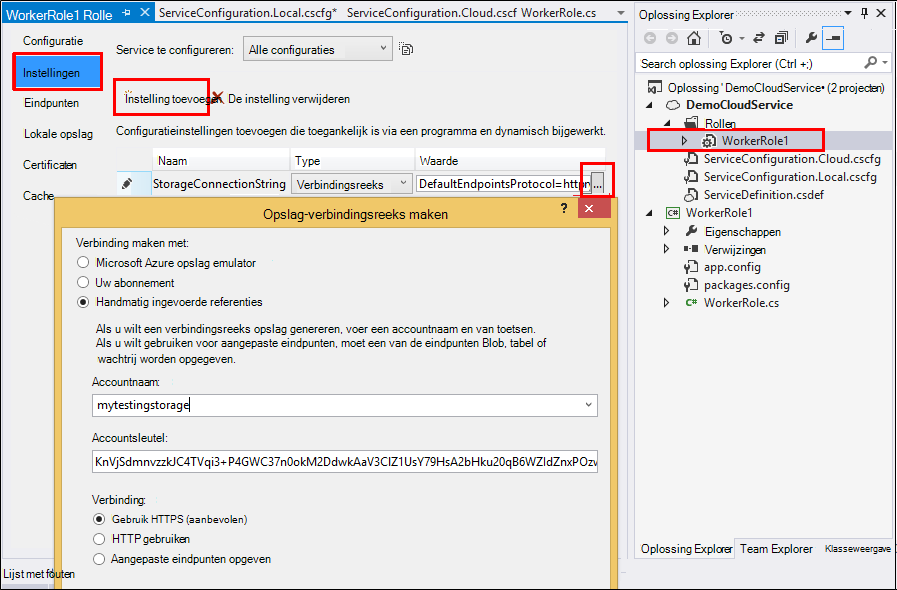 WorkerRole1 Rolle
ServiceConfiguration.Local.cscfg*
ServiceConfiguration.Cloud.cscf
WorkerRole.cs
Configuratie
Instellingen
Eindpunten
Lokale opslag
Certificaten
Cache
Service te configureren:
Alle configuraties
Instelling toevoegen
De instelling verwijderen
Configuratieinstellingen toevoegen die toegankelijk is via een programma en dynamisch bijgewerkt.
Naam Type Waarde
StorageConnectionString Verbindingsreeks DefaultEndpointsProtocol=https ...
Opslag-verbindingsreeks maken
?
Verbinding maken met:
Microsoft Azure opslag emulator
Uw abonnement
Handmatig ingevoerde referenties
Als u wilt een verbindingsreeks opslag genereren, voer een accountnaam en van toetsen.
Als u wilt gebruiken voor aangepaste eindpunten, moet een van de eindpunten Blob, tabel of
wachtrij worden opgegeven.
Accountnaam:
mytestingstorage
Accountsleutel:
Verbinding:
Gebruik HTTPS (aanbevolen)
HTTP gebruiken
Aangepaste eindpunten opgeven
Lijst met fouten
Oplossing Explorer
Search oplossing Explorer (Ctrl +;)
Oplossing 'DemoCloudService' (2 projecten)
DemoCloudService
Rollen
WorkerRole1
ServiceConfiguration.Cloud.cscfg
ServiceConfiguration.Local.cscfg
ServiceDefinition.csdef
C# WorkerRole1
Eigenschappen
Verwijzingen
app.config
packages.config
C# WorkerRole.cs
Oplossing Explorer
Team Explorer
Klasseweergave